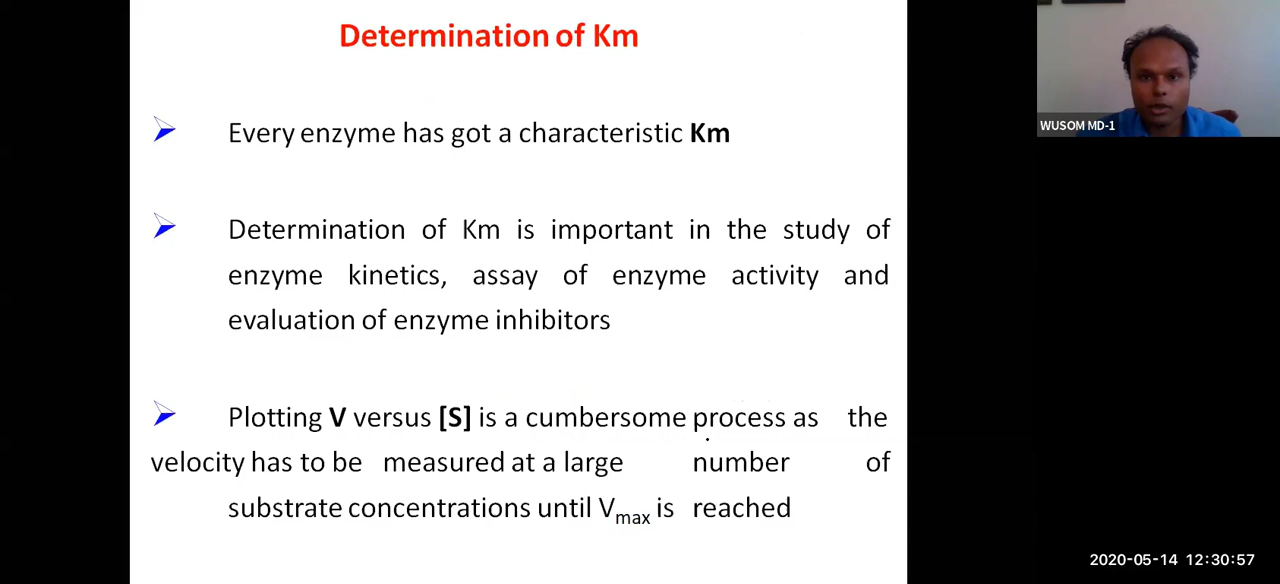 Determination of Km
WUSOM MD-1
Every enzyme has got a characteristic Km
Determination of Km is important in the study of
enzyme kinetics, assay of enzyme activity and
evaluation of enzyme inhibitors
Plotting V versus [S] is a cumbersome process as the
velocity has to be measured at a large number of
substrate concentrations until Vmax is reached
2020-05-14 12:30:57